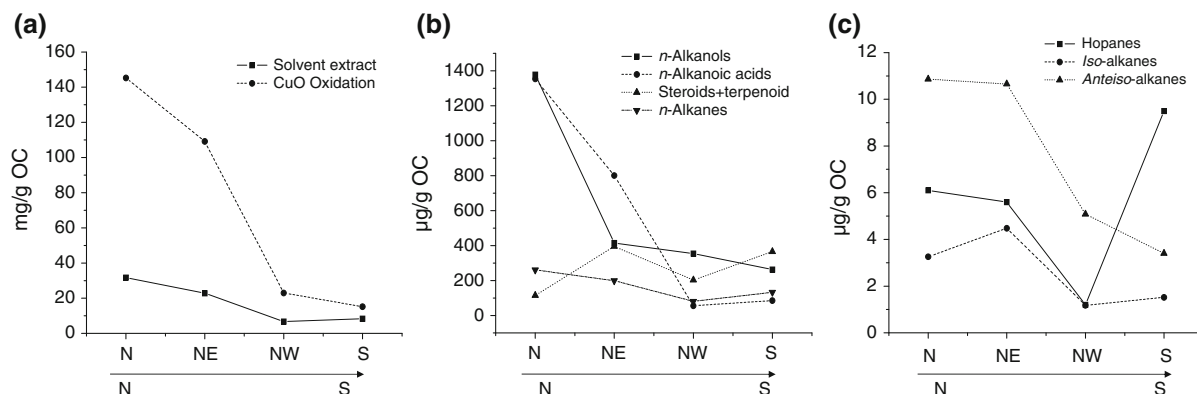 (a)
mg/g OC
160
140
120
100
80
60
40
20
0
Solvent extract
CuO Oxidation
N NE NW S
N S
(b)
µg/g OC
1400
1200
1000
800
600
400
200
0
n-Alkanols
n-Alkanoic acids
Steroids+terpenoid
n-Alkanes
N NE NW S
N S
(c)
µg/g OC
12
10
8
6
4
2
0
Hopanes
Iso-alkanes
Anteiso-alkanes
N NE NW S
N S